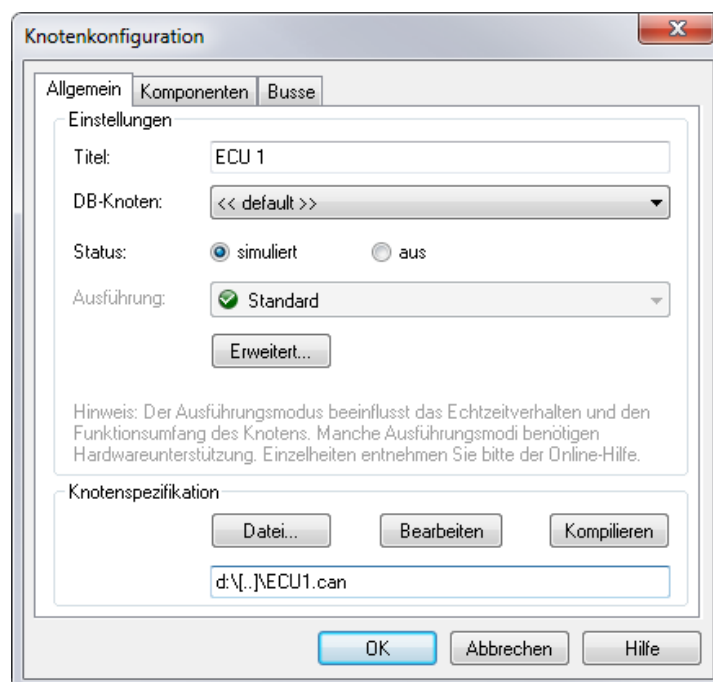 Knotenkonfiguration
Allgemein Komponenten Busse
Einstellungen
Titel: ECU 1
DB-Knoten: << default >>
Status: simuliert aus
Ausführung: Standard
Erweitert...
Hinweis: Der Ausführungsmodus beeinflusst das Echtzeitverhalten und den
Funktionsumfang des Knotens. Manche Ausführungsmodi benötigen
Hardwareunterstützung. Einzelheiten entnehmen Sie bitte der Online-Hilfe.
Knotenspezifikation
Datei... Bearbeiten Kompilieren
d:\[..]\ECU1.can
OK Abbrechen Hilfe